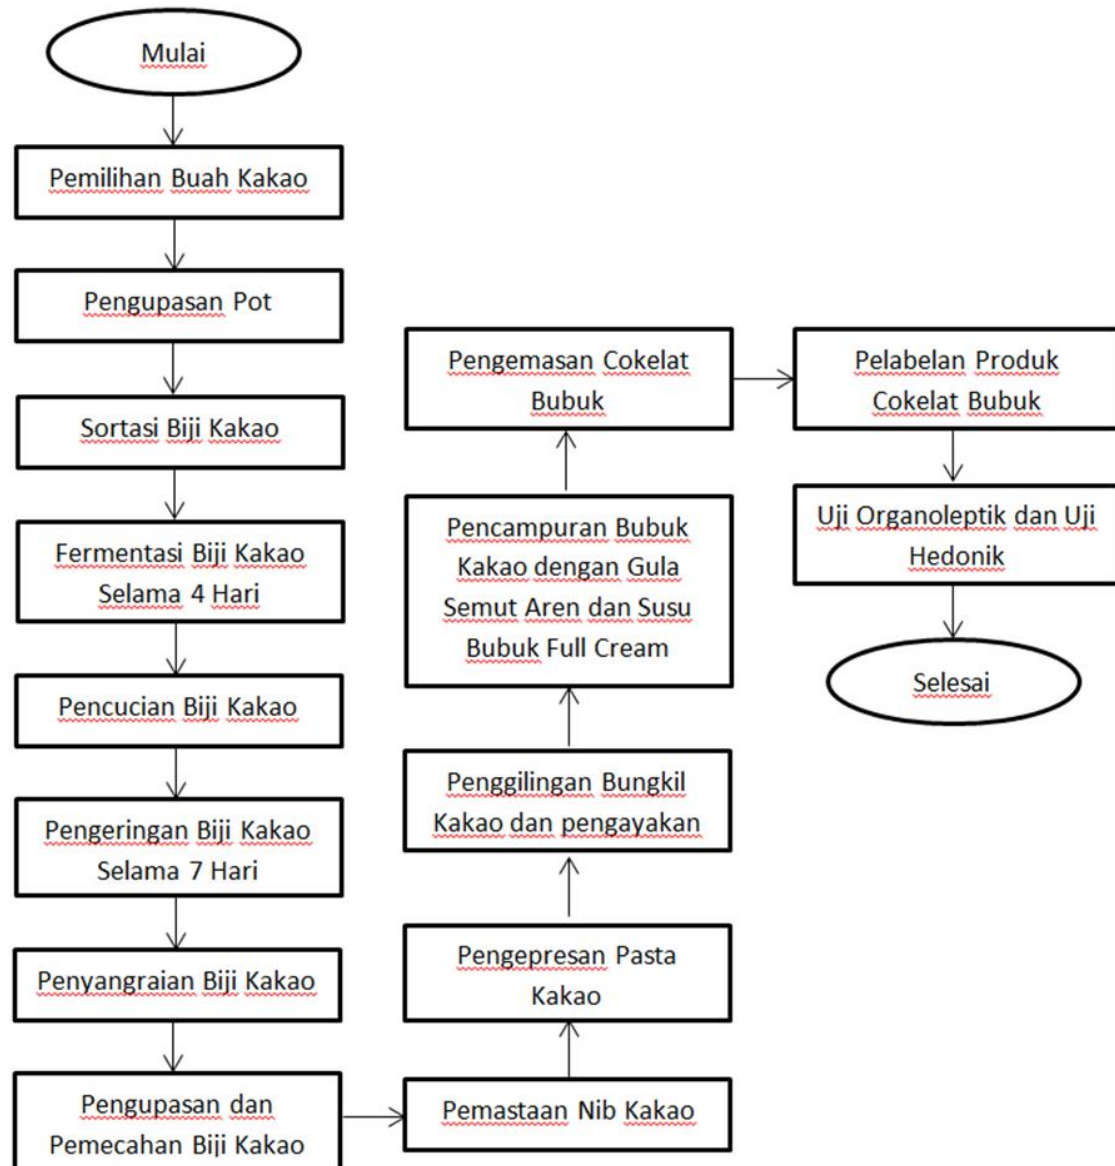 Mulai
Pemilihan Buah Kakao
Pengupasan Pot
Sortasi Biji Kakao
Fermentasi Biji Kakao
Selama 4 Hari
Pencucian Biji Kakao
Pengeringan Biji Kakao
Selama 7 Hari
Penyangraian Biji Kakao
Pengupasan dan
Pemecahan Biji Kakao
Pemastaan Nib Kakao
Pengepresan Pasta
Kakao
Penggilingan Bungkil
Kakao dan pengayakan
Pencampuran Bubuk
Kakao dengan Gula
Semut Aren dan Susu
Bubuk Full Cream
Pengemasan Cokelat
Bubuk
Pelabelan Produk
Cokelat Bubuk
Uji Organoleptik dan Uji
Hedonik
Selesai